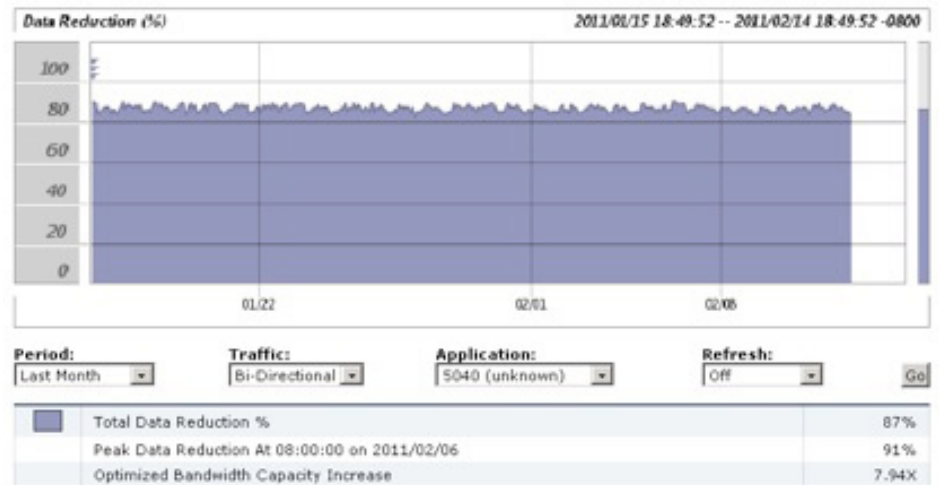 Data Reduction (%) 2011/01/15 18:49:52 -- 2011/02/14 18:49:52 -0800
100
80
60
40
20
0
01/22 02/01 02/08
Period: Traffic: Application: Refresh:
Last Month Bi-Directional 5040 (unknown) Off Go
Total Data Reduction % 87%
Peak Data Reduction At 08:00:00 on 2011/02/06 91%
Optimized Bandwidth Capacity Increase 7.94X